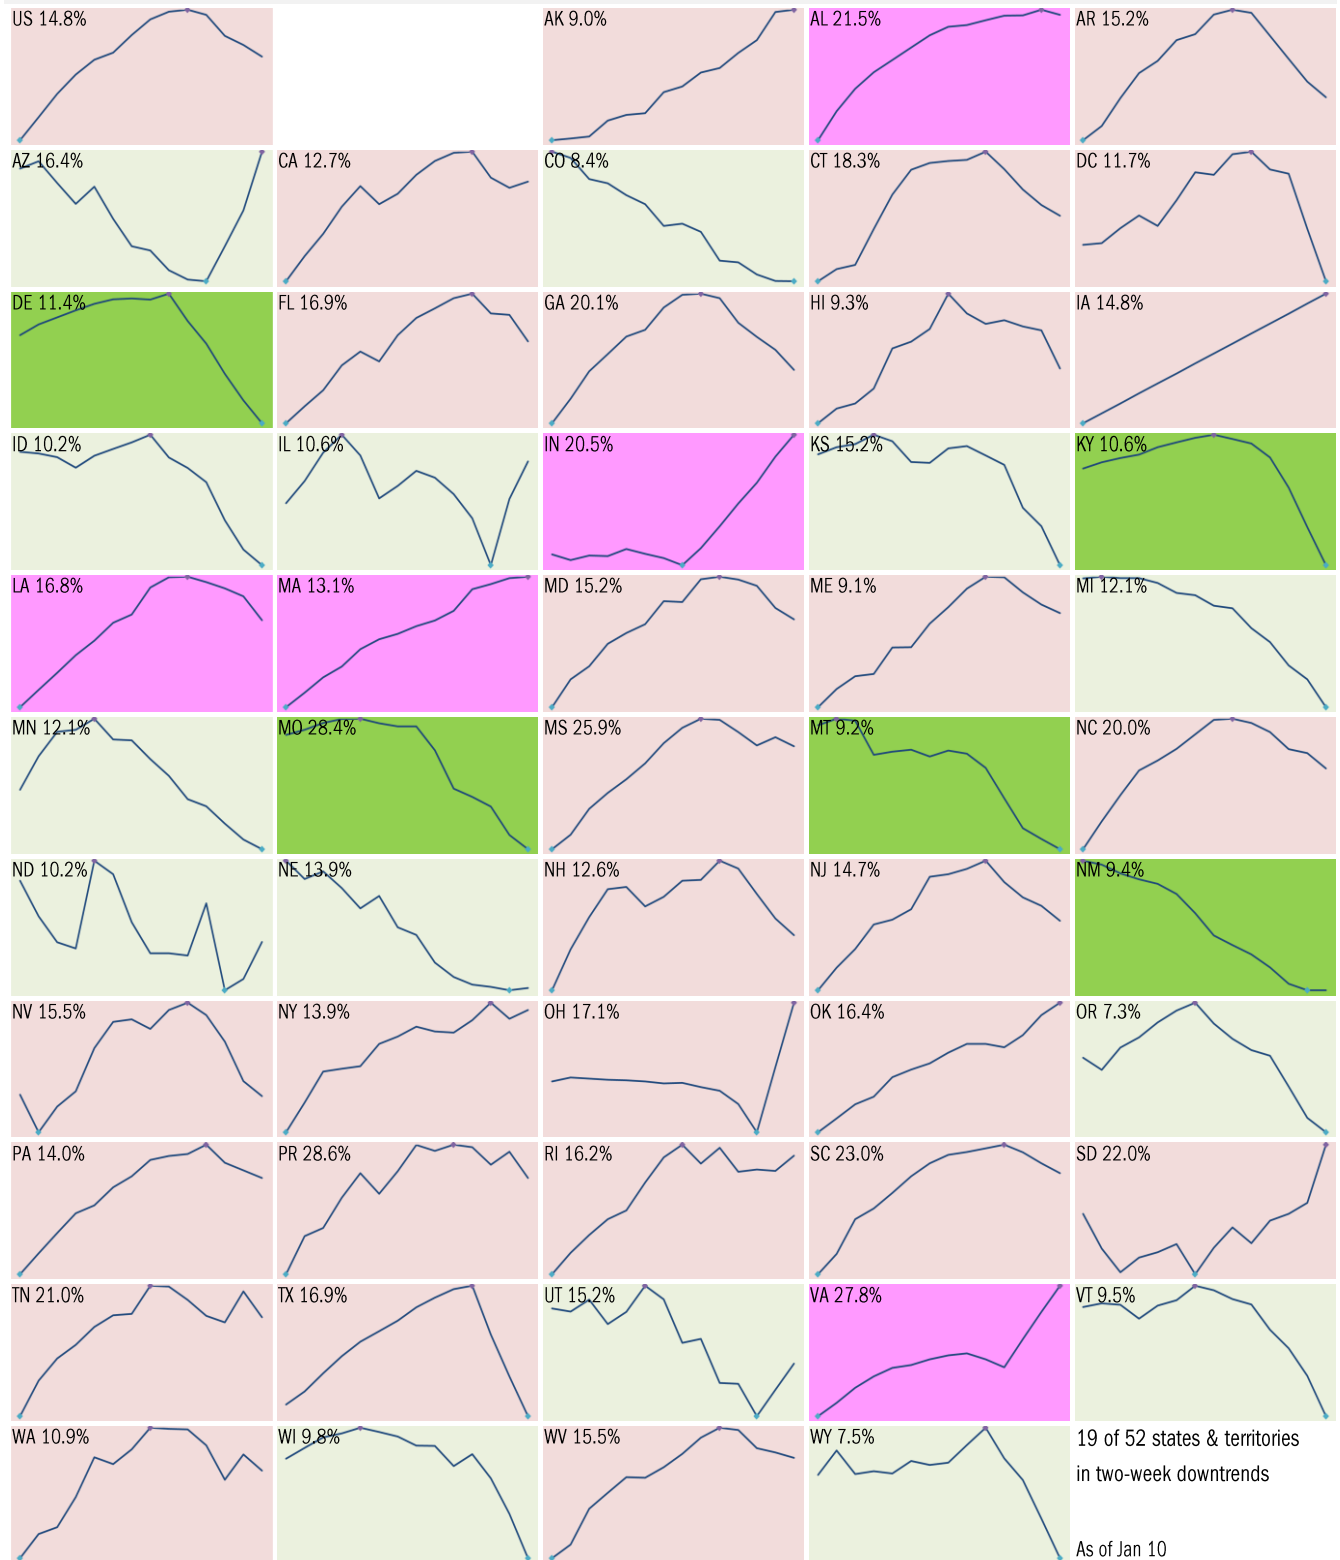 US 14.8%
AK 9.0%
AL 21.5%
AR 15.2%
AZ 16.4%
CA 12.7%
CO 8.4%
CT 18.3%
DC 11.7%
DE 11.4%
FL 16.9%
GA 20.1%
HI 9.3%
IA 14.8%
ID 10.2%
IL 10.6%
IN 20.5%
KS 15.2%
KY 10.6%
LA 16.8%
MA 13.1%
MD 15.2%
ME 9.1%
MI 12.1%
MN 12.1%
MO 28.4%
MS 25.9%
MT 9.2%
NC 20.0%
ND 10.2%
NE 13.9%
NH 12.6%
NJ 14.7%
NM 9.4%
NV 15.5%
NY 13.9%
OH 17.1%
OK 16.4%
OR 7.3%
PA 14.0%
PR 28.6%
RI 16.2%
SC 23.0%
SD 22.0%
TN 21.0%
TX 16.9%
UT 15.2%
VA 27.8%
VT 9.5%
WA 10.9%
WI 9.8%
WV 15.5%
WY 7.5%
19 of 52 states & territories
in two-week downtrends
As of Jan 10